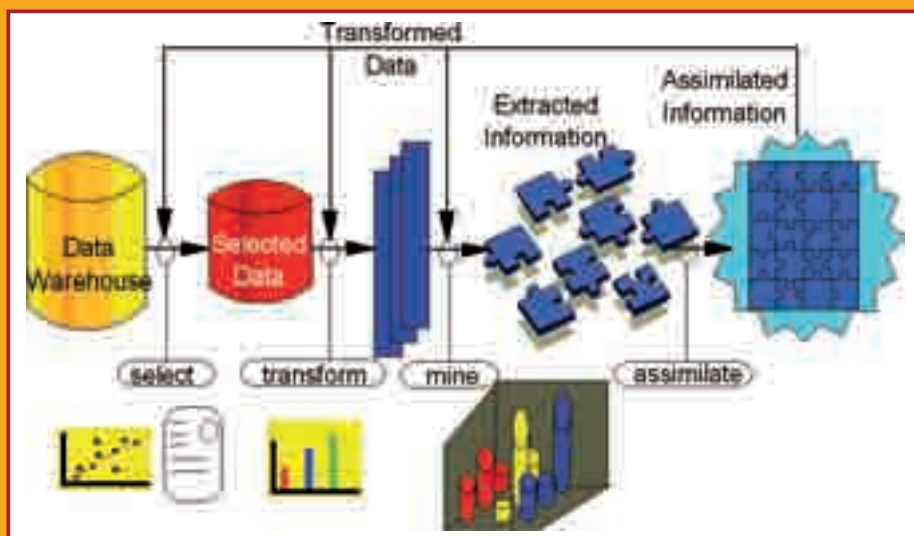 Transformed
Data
Assimilated
Information
Extracted
Information
Data
Warehouse
Selected
Data
select
transform
mine
assimilate